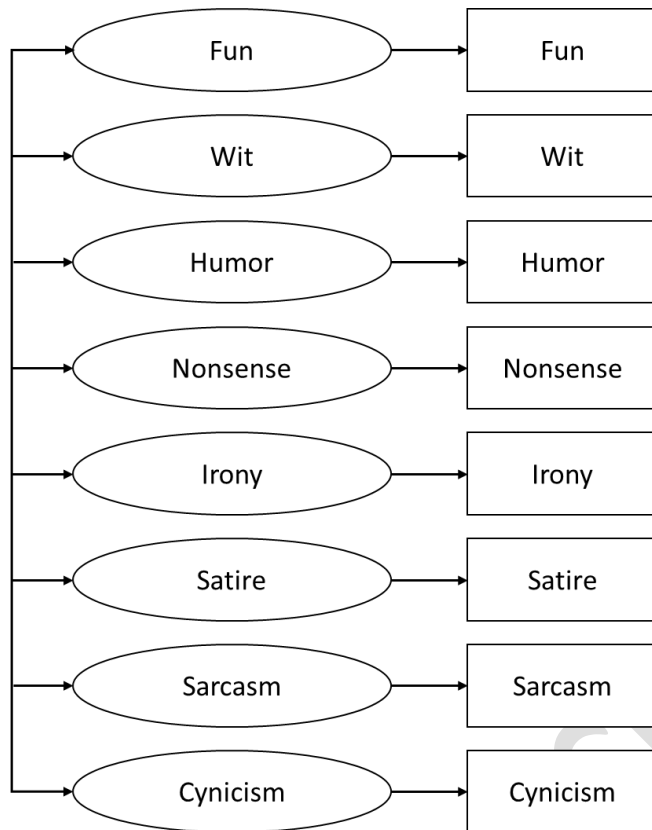 Fun Fun
Wit Wit
Humor Humor
Nonsense Nonsense
Irony Irony
Satire Satire
Sarcasm Sarcasm
Cynicism Cynicism